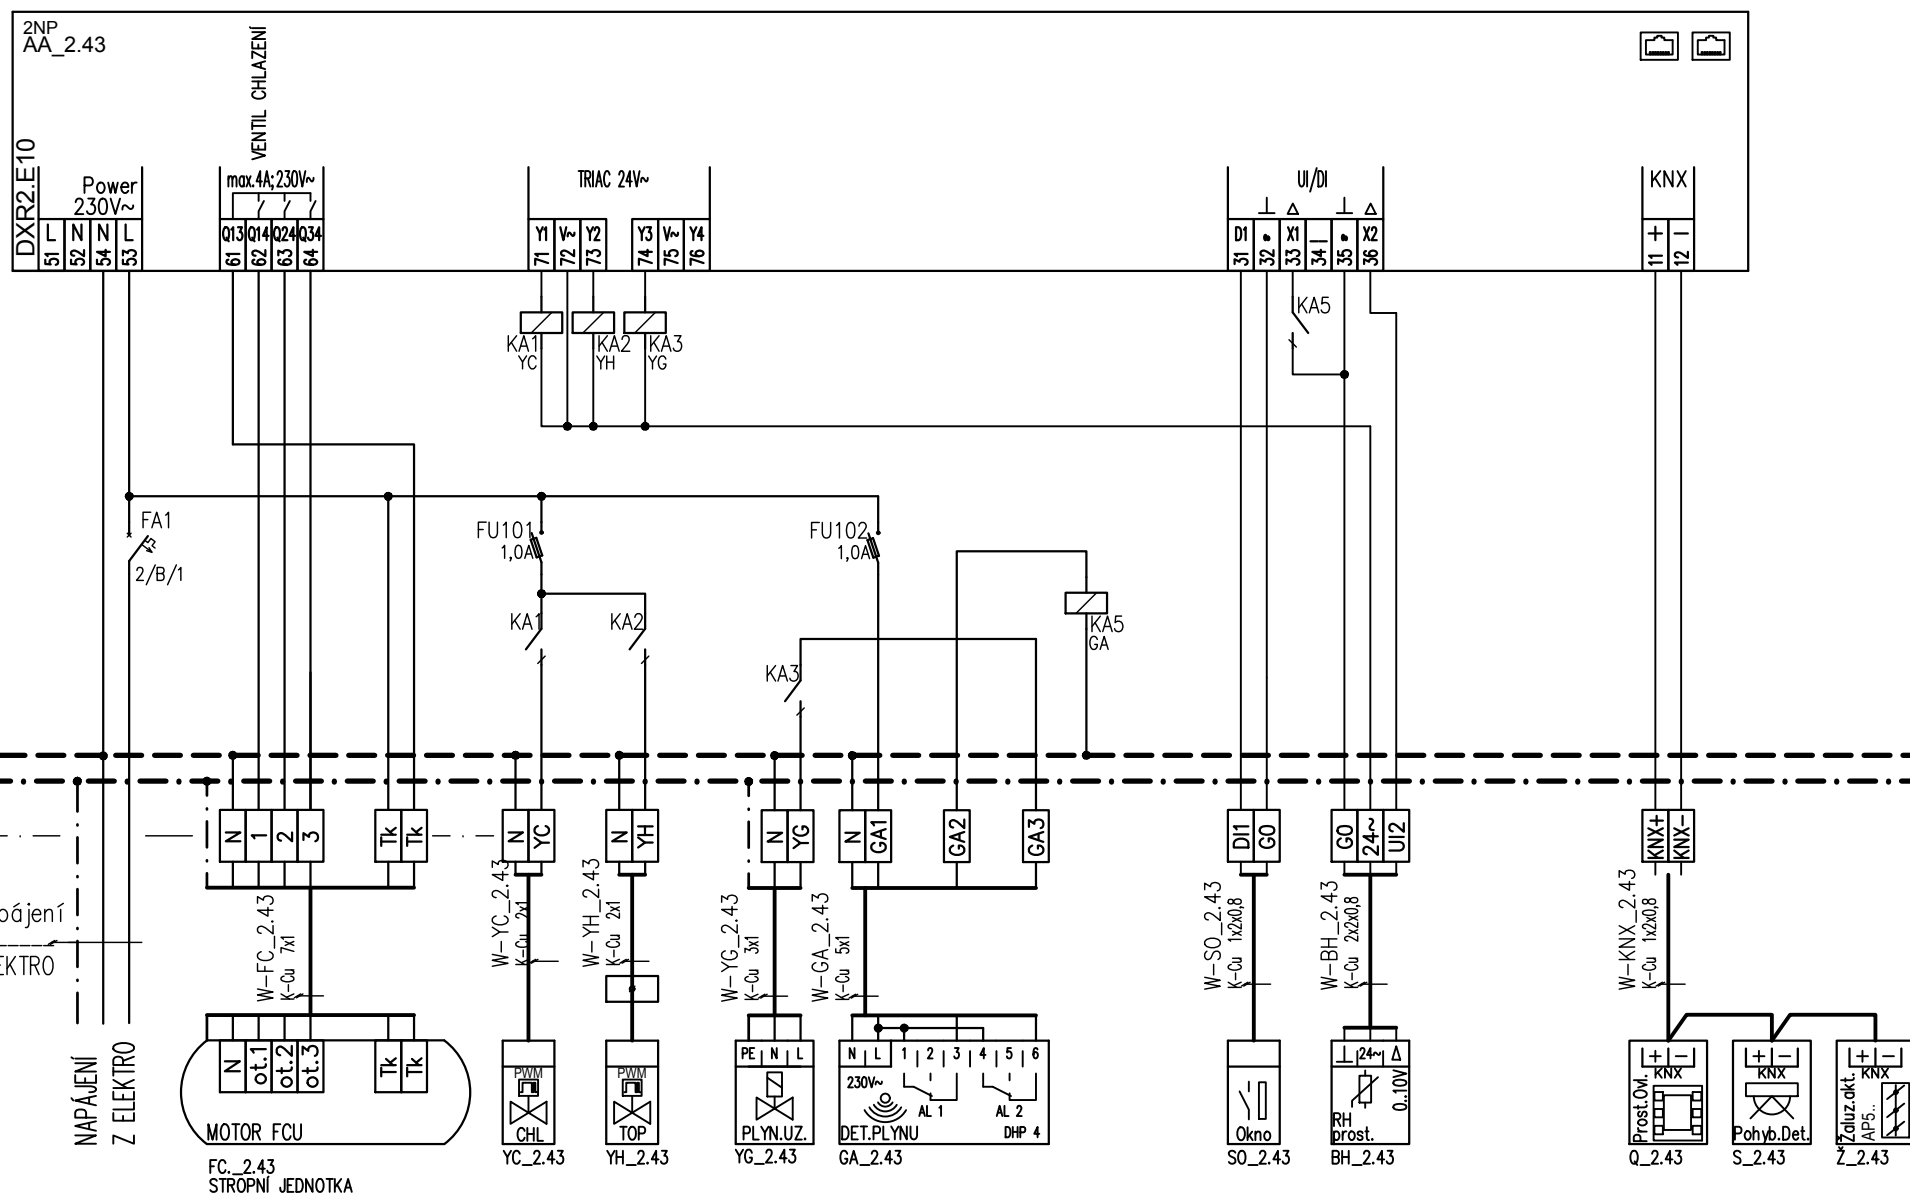 2NP
AA_2.43
DXR2.E10
VENTIL CHLAZENÍ
Power
230V~
L N N L
51 52 54 53
max.4A;230V~
Q13 Q14 Q24 Q34
61 62 63 64
TRIAC 24V~
Y1 V~ Y2 Y3 V~ Y4
71 72 73 74 75 76
UI/DI
⊥ Δ ⊥ Δ
D1 X1 X2
31 32 33 34 35 36
KNX
+ −
11 12
KA1
YC
KA2
YH
KA3
YG
KA5
FA1
2/B/1
FU101
1,0A
FU102
1,0A
KA1
KA2
KA3
KA5
GA
N 1 2 3 Tk Tk
N YC
N YH
N YG
N GA1 GA2 GA3
DI1 G0
G0 24~ UI2
KNX+ KNX-
pájení
EKTRO
NAPÁJENÍ
Z ELEKTRO
W-FC_2.43
K-Cu 7x1
W-YC_2.43
K-Cu 2x1
W-YH_2.43
K-Cu 2x1
W-YG_2.43
K-Cu 3x1
W-GA_2.43
K-Cu 5x1
W-SO_2.43
K-Cu 1x2x0,8
W-BH_2.43
K-Cu 2x2x0,8
W-KNX_2.43
K-Cu 1x2x0,8
N ot.1 ot.2 ot.3 Tk Tk
MOTOR FCU
FC._2.43
STROPNÍ JEDNOTKA
PWM
CHL
YC_2.43
PWM
TOP
YH_2.43
PE N L
PLYN.UZ.
YG_2.43
N L 1 2 3 4 5 6
230V~
AL 1 AL 2
DET.PLYNU DHP 4
GA_2.43
Okno
SO_2.43
⊥ 24~ Δ
0..10V
RH
prost.
BH_2.43
+ −
KNX
Prost.Ovl.
Q_2.43
+ −
KNX
Pohyb.Det.
S_2.43
+ −
KNX
Žaluz.akt.
AP5..
Ž_2.43